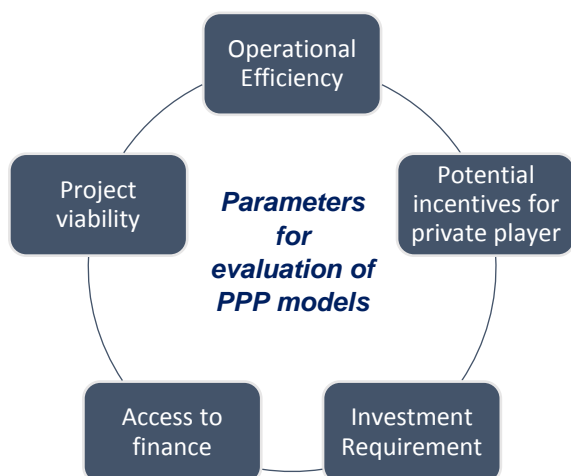 Operational
Efficiency
Potential
incentives for
private player
Investment
Requirement
Access to
finance
Project
viability
Parameters
for
evaluation of
PPP models